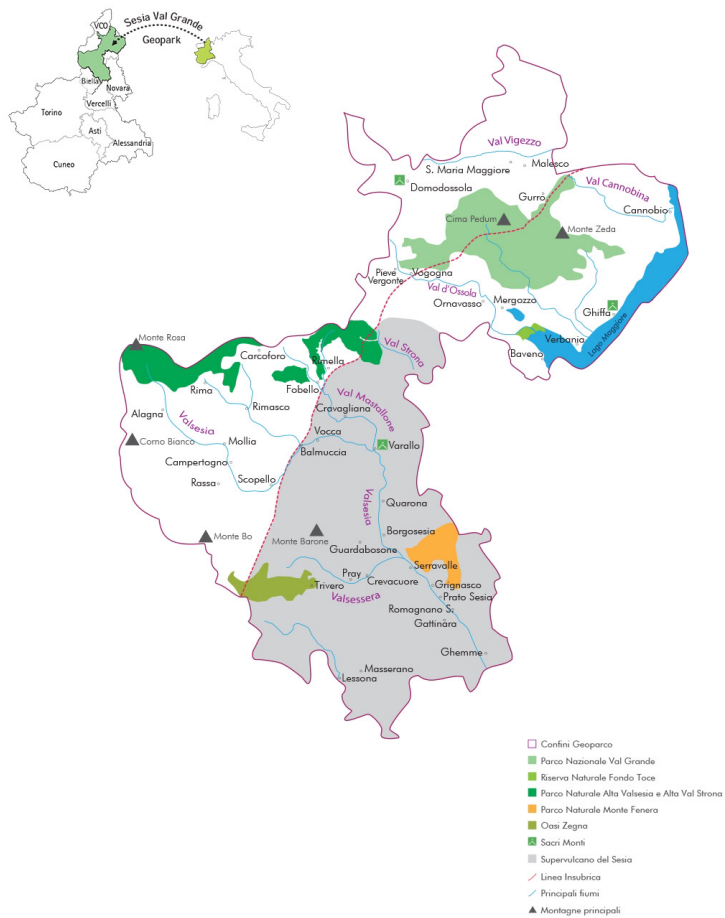 Sesia Val Grande
Geopark
VCO
Biella
Novara
Vercelli
Torino
Asti
Alessandria
Cuneo
Val Vigezzo
S. Maria Maggiore
Malesco
Domodossola
Gurro
Val Cannobina
Cannobio
Cima Pedum
Monte Zeda
Pieve
Vergonte
Vogogna
Val d'Ossola
Ornavasso
Mergozzo
Ghiffa
Verbania
Lago Maggiore
Baveno
Monte Rosa
Carcoforo
Rimella
Val Strona
Rima
Fobello
Alagna
Rimasco
Val Mastallone
Cravagliana
Valsesia
Vocca
Corno Bianco
Mollia
Balmuccia
Varallo
Campertogno
Rassa
Scopello
Valsesia
Quarona
Monte Bo
Monte Barone
Borgosesia
Guardabosone
Serravalle
Pray
Crevacuore
Trivero
Grignasco
Valsessera
Prato Sesia
Romagnano S.
Gattinara
Ghemme
Masserano
Lessona
Confini Geoparco
Parco Nazionale Val Grande
Riserva Naturale Fondo Toce
Parco Naturale Alta Valsesia e Alta Val Strona
Parco Naturale Monte Fenera
Oasi Zegna
Sacri Monti
Supervulcano del Sesia
Linea Insubrica
Principali fiumi
Montagne principali